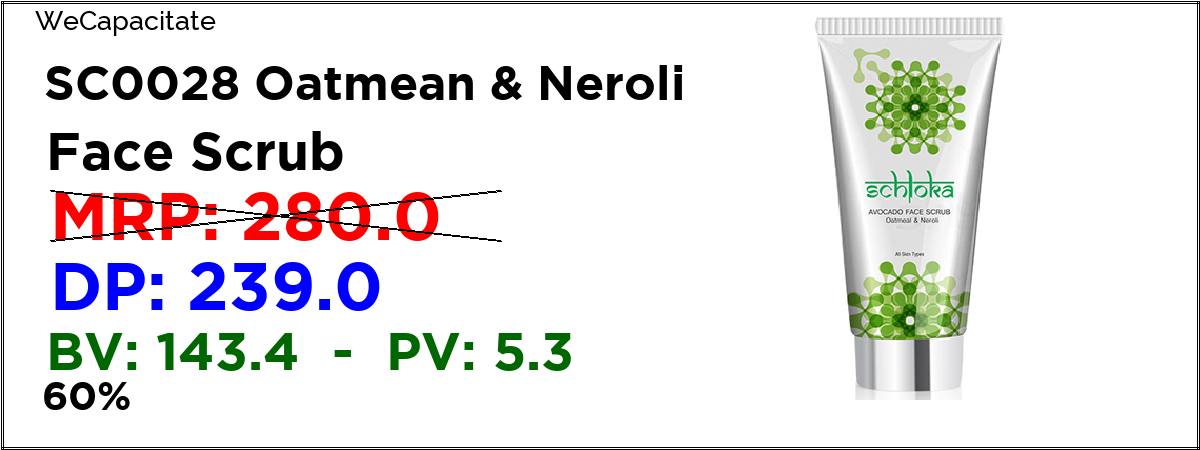 WeCapacitate
SC0028 Oatmean & Neroli
Face Scrub
MRP: 280.0
DP: 239.0
BV: 143.4 - PV: 5.3
60%
schloka
AVOCADO FACE SCRUB
Oatmeal & Neroli
All Skin Types